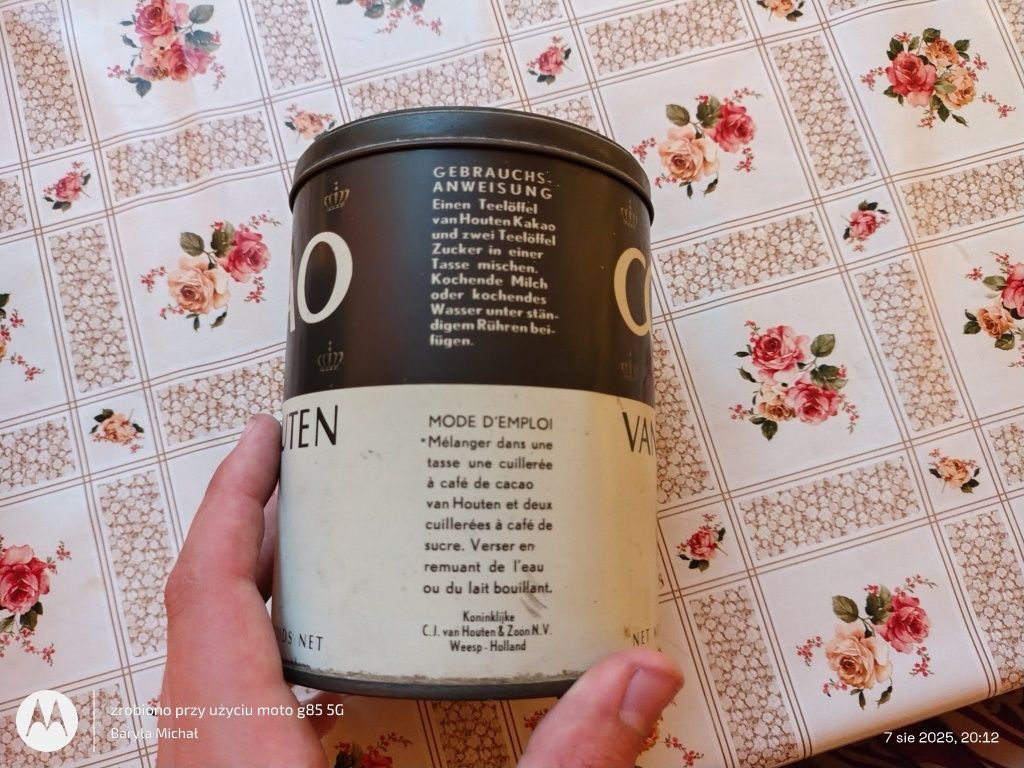 GEBRAUCHS-
ANWEISUNG
Einen Teelöffel
van Houten Kakao
und zwei Teelöffel
Zucker in einer
Tasse mischen.
Kochende Milch
oder kochendes
Wasser unter stän-
digem Rühren bei-
fügen.
MODE D'EMPLOI
Mélanger dans une
tasse une cuillerée
à café de cacao
van Houten et deux
cuillerées à café de
sucre. Verser en
remuant de l'eau
ou du lait bouillant.
Koninklijke
C.J. van Houten & Zoon N.V.
Weesp - Holland
AO
UTEN
DS NET
C
VAN
NET
zrobiono przy użyciu moto g85 5G
Baryła Michał
7 sie 2025, 20:12